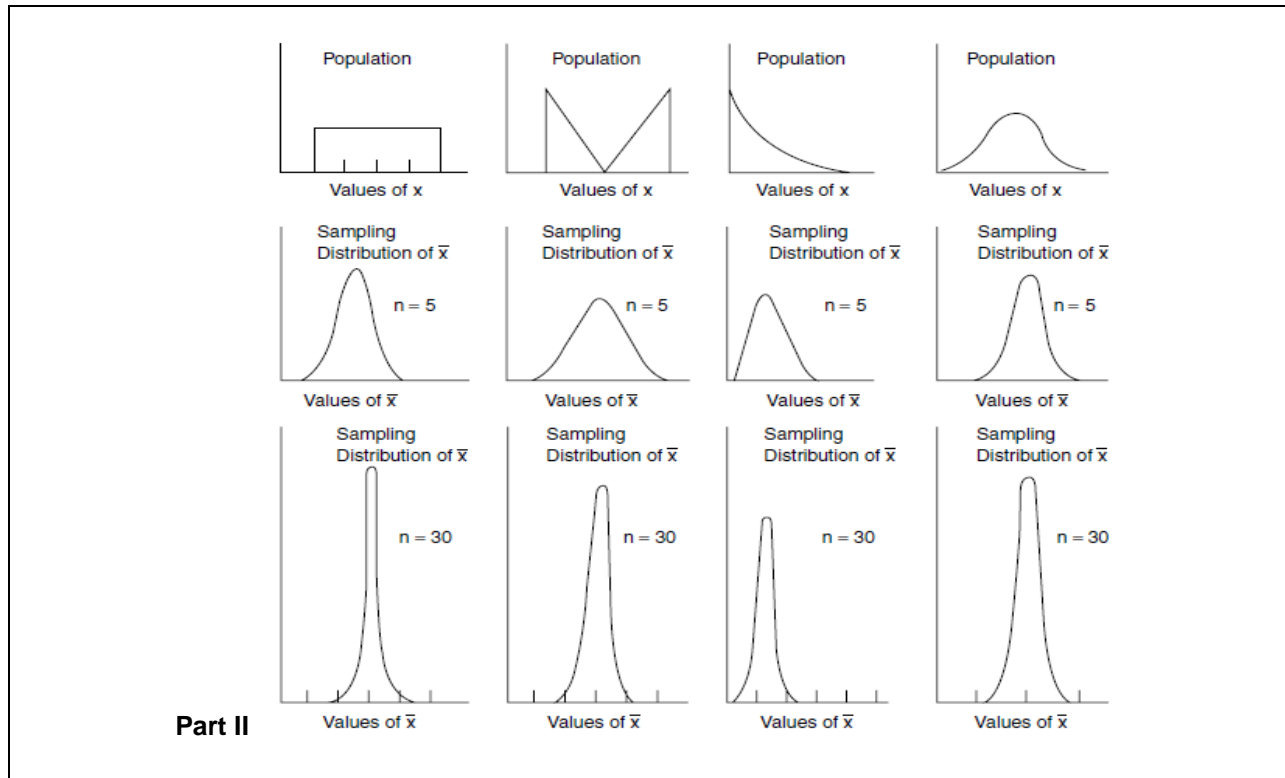 Population
Population
Population
Population
Values of x
Values of x
Values of x
Values of x
Sampling
Distribution of x̅
n = 5
Sampling
Distribution of x̅
n = 5
Sampling
Distribution of x̅
n = 5
Sampling
Distribution of x̅
n = 5
Values of x̅
Values of x̅
Values of x̅
Values of x̅
Sampling
Distribution of x̅
n = 30
Sampling
Distribution of x̅
n = 30
Sampling
Distribution of x̅
n = 30
Sampling
Distribution of x̅
n = 30
Values of x̅
Values of x̅
Values of x̅
Values of x̅
Part II